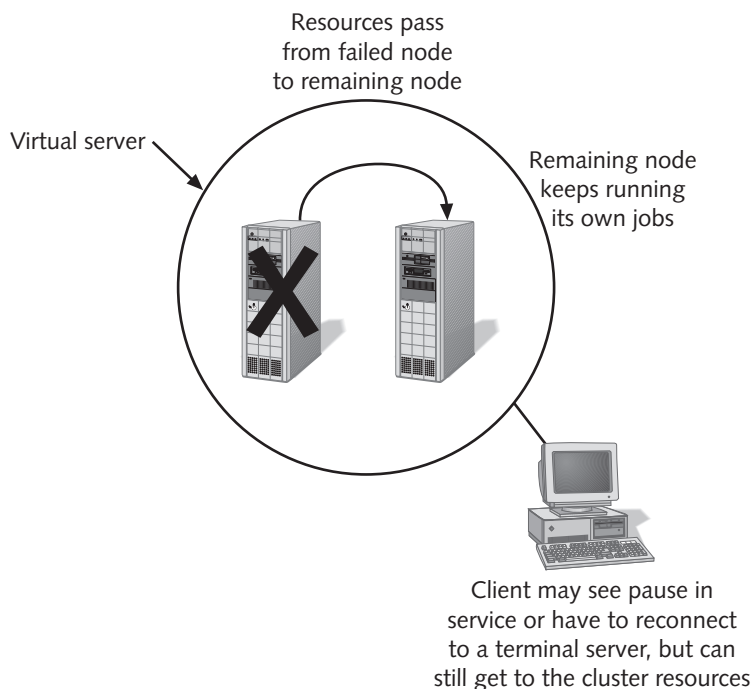 Resources pass
from failed node
to remaining node
Virtual server
Remaining node
keeps running
its own jobs
Client may see pause in
service or have to reconnect
to a terminal server, but can
still get to the cluster resources